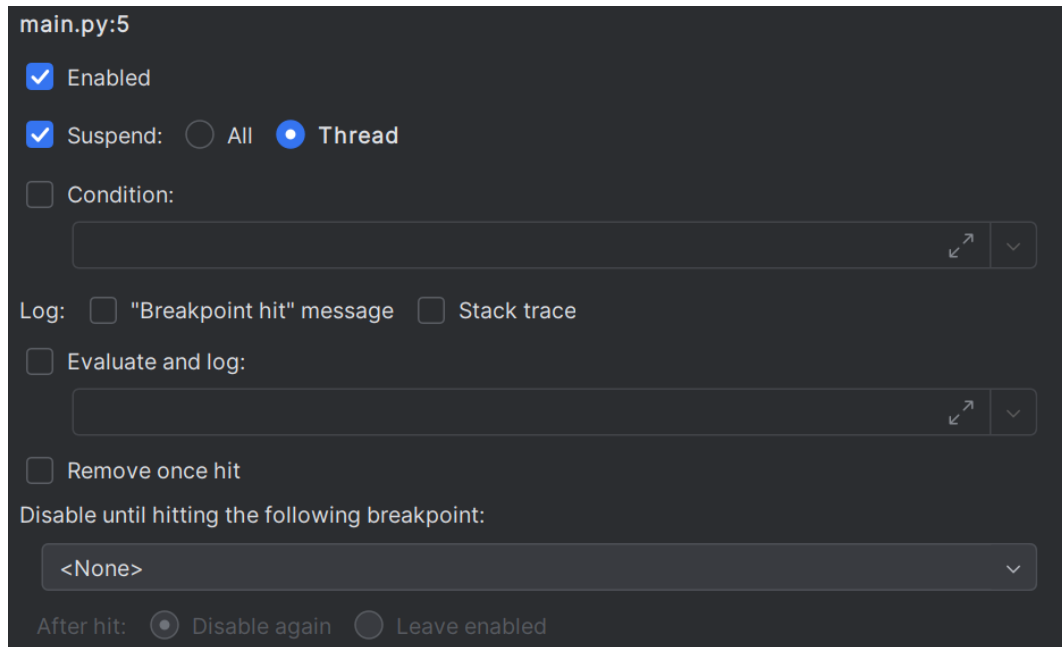 main.py:5
Enabled
Suspend: All Thread
Condition:
Log: "Breakpoint hit" message Stack trace
Evaluate and log:
Remove once hit
Disable until hitting the following breakpoint:
<None>
After hit: Disable again Leave enabled